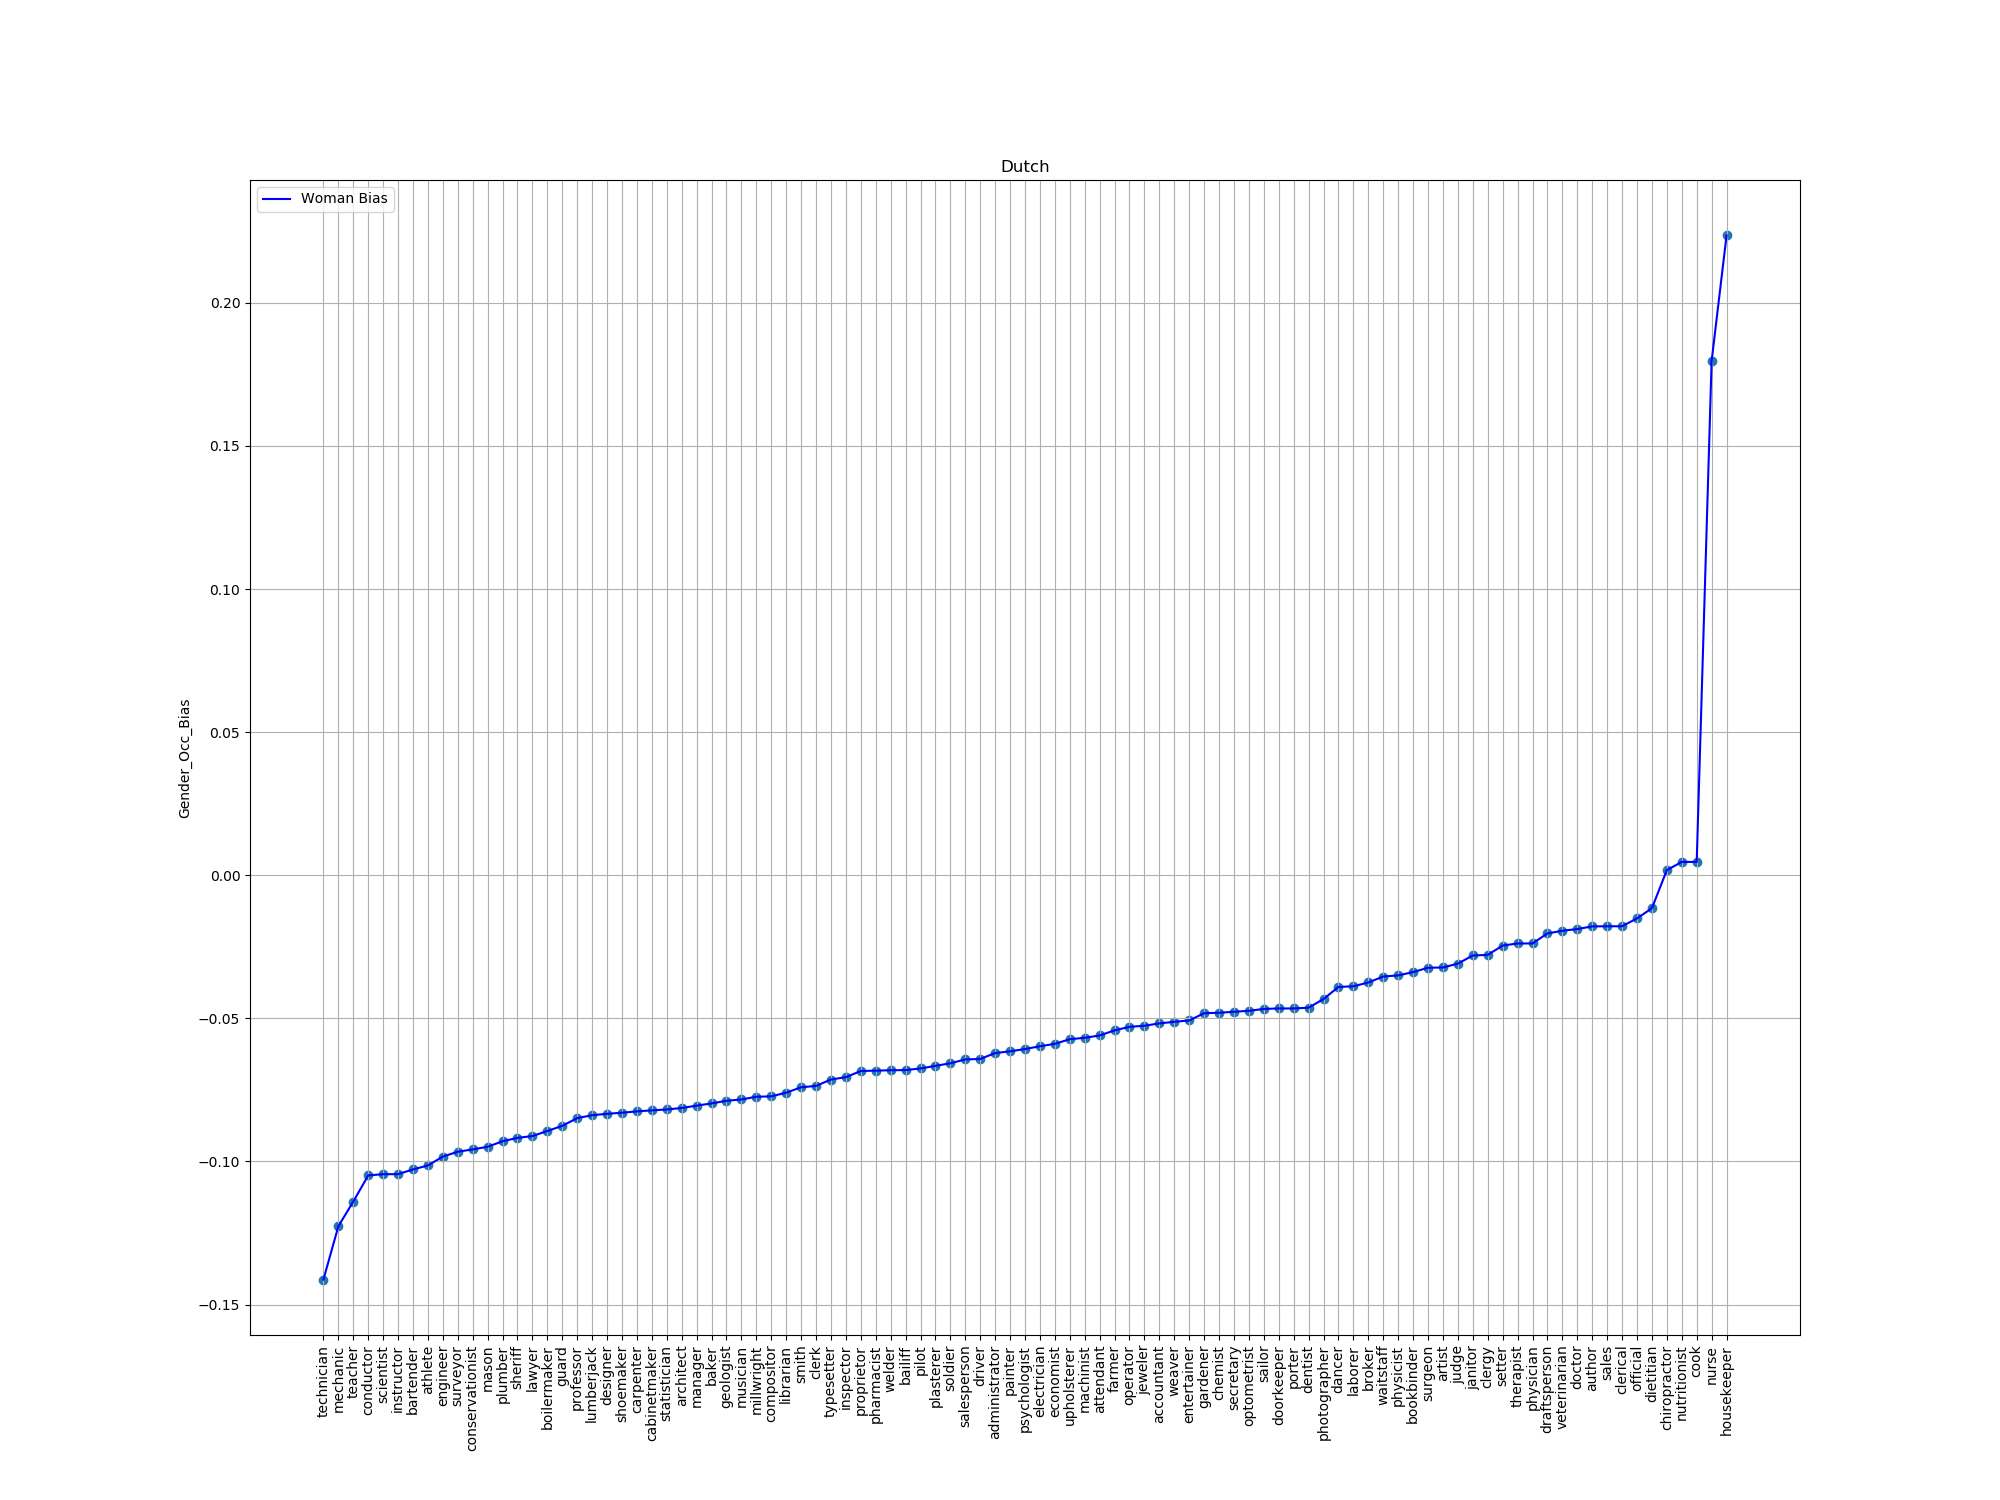 Dutch
Woman Bias
Gender_Occ_Bias
0.20
0.15
0.10
0.05
0.00
−0.05
−0.10
−0.15
technician
mechanic
teacher
conductor
scientist
instructor
bartender
athlete
engineer
surveyor
conservationist
mason
plumber
sheriff
lawyer
boilermaker
guard
professor
lumberjack
designer
shoemaker
carpenter
cabinetmaker
statistician
architect
manager
baker
geologist
musician
millwright
compositor
librarian
smith
clerk
typesetter
inspector
proprietor
pharmacist
welder
bailiff
pilot
plasterer
soldier
salesperson
driver
administrator
painter
psychologist
electrician
economist
upholsterer
machinist
attendant
farmer
operator
jeweler
accountant
weaver
entertainer
gardener
chemist
secretary
optometrist
sailor
doorkeeper
porter
dentist
photographer
dancer
laborer
broker
waitstaff
physicist
bookbinder
surgeon
artist
judge
janitor
clergy
setter
therapist
physician
draftsperson
veterinarian
doctor
author
sales
clerical
official
dietitian
chiropractor
nutritionist
cook
nurse
housekeeper